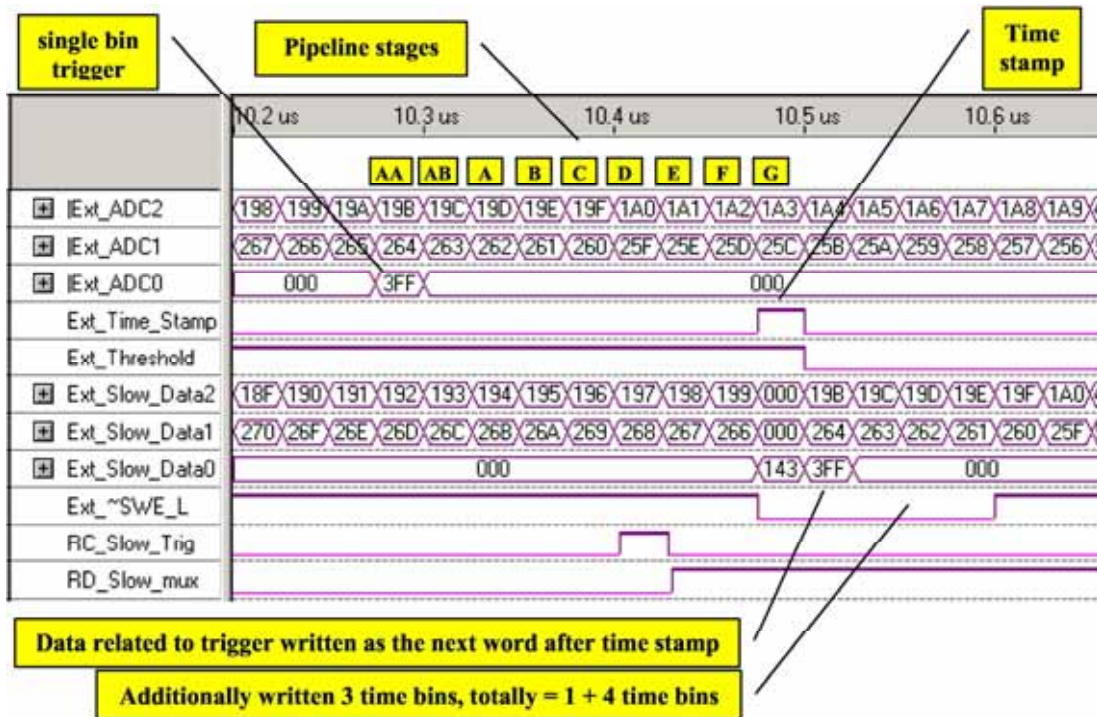 single bin
trigger
Pipeline stages
Time
stamp
10.2 us 10.3 us 10.4 us 10.5 us 10.6 us
AA AB A B C D E F G
+ |Ext_ADC2 198 199 19A 19B 19C 19D 19E 19F 1A0 1A1 1A2 1A3 1A4 1A5 1A6 1A7 1A8 1A9
+ |Ext_ADC1 267 266 265 264 263 262 261 260 25F 25E 25D 25C 25B 25A 259 258 257 256
+ |Ext_ADC0 000 3FF 000
Ext_Time_Stamp
Ext_Threshold
+ Ext_Slow_Data2 18F 190 191 192 193 194 195 196 197 198 199 000 19B 19C 19D 19E 19F 1A0
+ Ext_Slow_Data1 270 26F 26E 26D 26C 26B 26A 269 268 267 266 000 264 263 262 261 260 25F
+ Ext_Slow_Data0 000 143 3FF 000
Ext_~SWE_L
RC_Slow_Trig
RD_Slow_mux
Data related to trigger written as the next word after time stamp
Additionally written 3 time bins, totally = 1 + 4 time bins